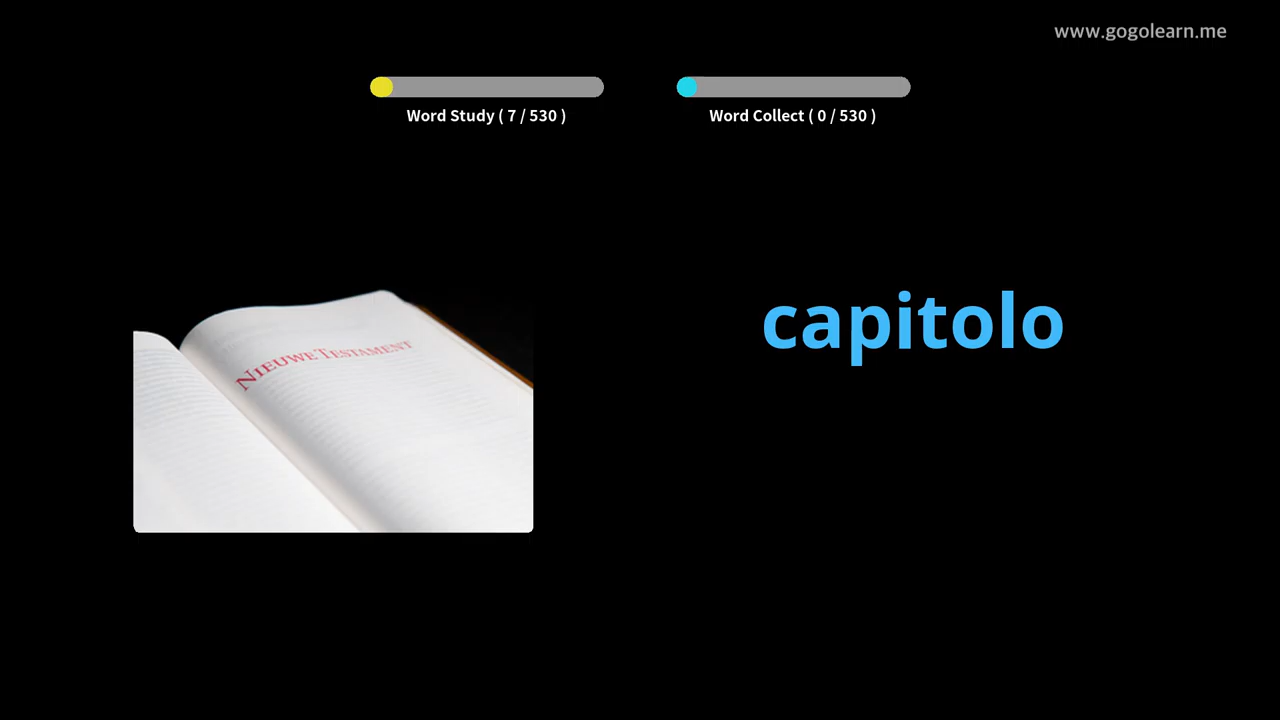 www.gogolearn.me
Word Study ( 7 / 530 )
Word Collect ( 0 / 530 )
capitolo
NIEUWE TESTAMENT